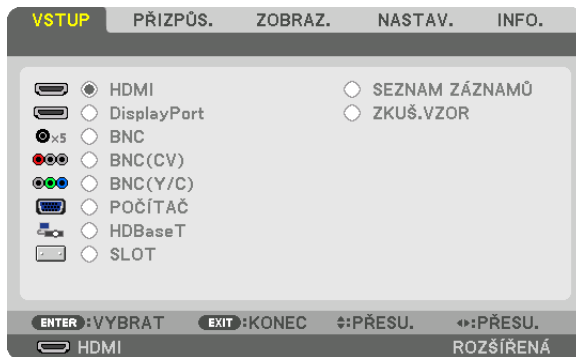 VSTUP PŘIZPŮS. ZOBRAZ. NASTAV. INFO.
HDMI SEZNAM ZÁZNAMŮ
DisplayPort ZKUŠ.VZOR
×5 BNC
BNC(CV)
BNC(Y/C)
POČÍTAČ
HDBaseT
SLOT
ENTER:VYBRAT EXIT:KONEC :PŘESU. :PŘESU.
HDMI ROZŠÍŘENÁ